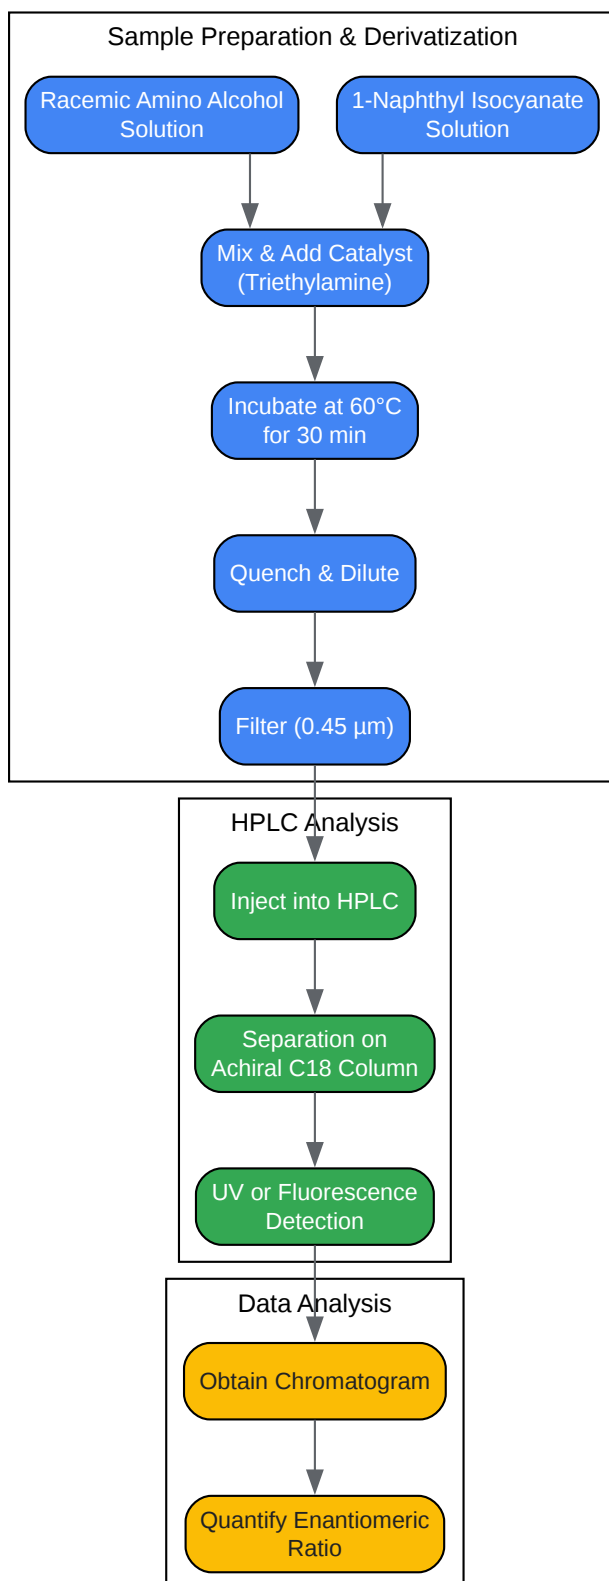 Sample Preparation & Derivatization
Racemic Amino Alcohol
Solution
1-Naphthyl Isocyanate
Solution
Mix & Add Catalyst
(Triethylamine)
Incubate at 60°C
for 30 min
Quench & Dilute
Filter (0.45 µm)
HPLC Analysis
Inject into HPLC
Separation on
Achiral C18 Column
UV or Fluorescence
Detection
Data Analysis
Obtain Chromatogram
Quantify Enantiomeric
Ratio